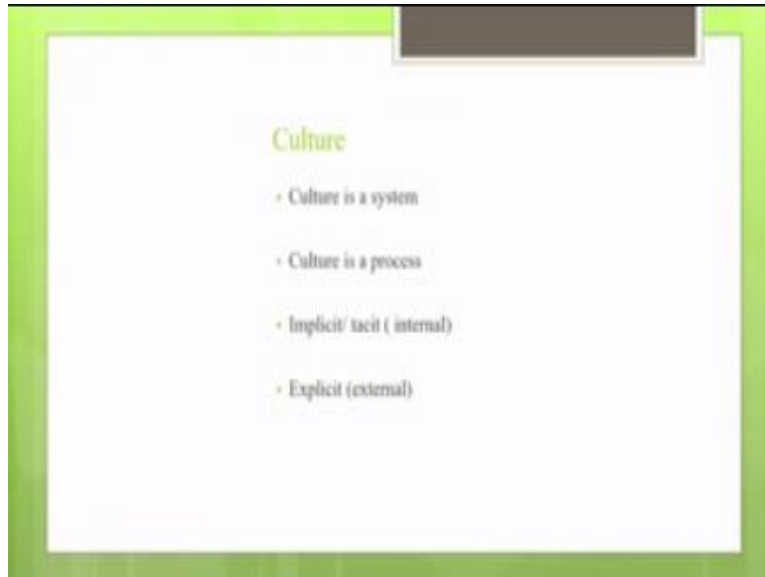 Culture
• Culture is a system
• Culture is a process
• Implicit/ tacit ( internal)
• Explicit (external)